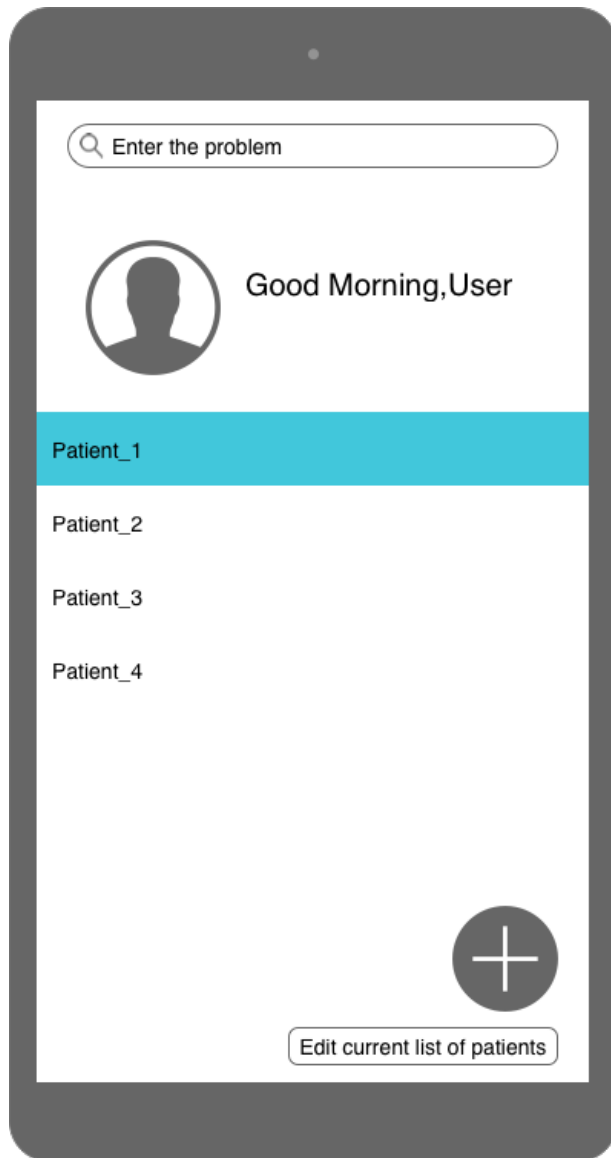 Enter the problem
Good Morning,User
Patient_1
Patient_2
Patient_3
Patient_4
Edit current list of patients